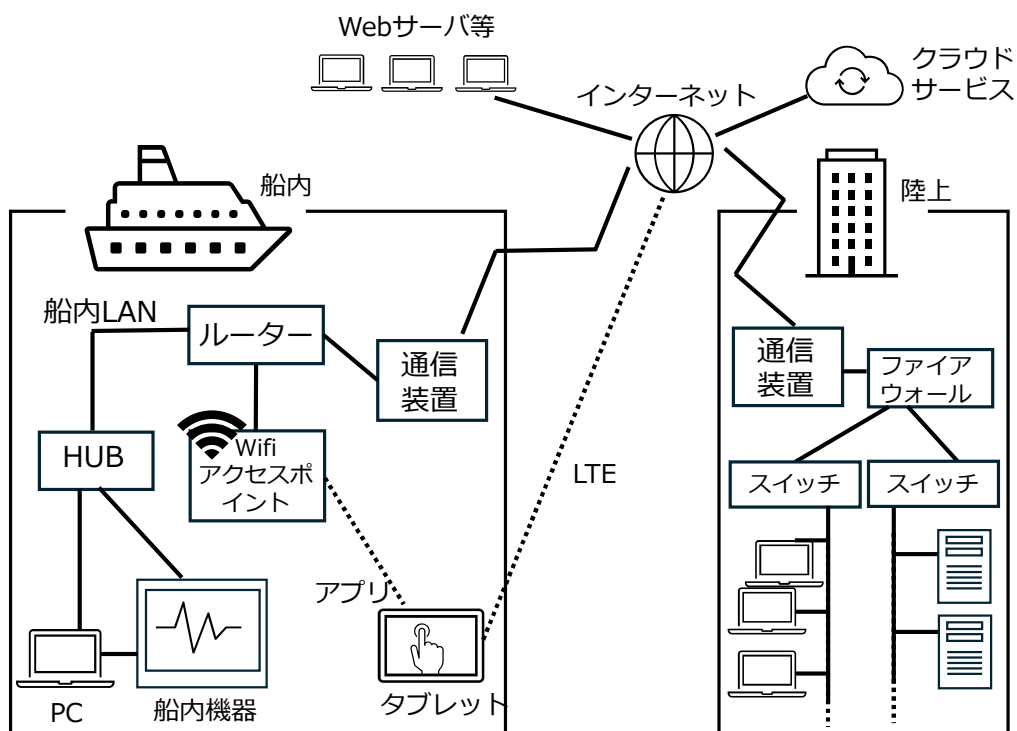 Webサーバ等
クラウド
サービス
インターネット
船内
陸上
船内LAN
ルーター
通信
装置
通信
装置
ファイア
ウォール
HUB
Wifi
アクセスポ
イント
LTE
スイッチ
スイッチ
アプリ
タブレット
PC
船内機器